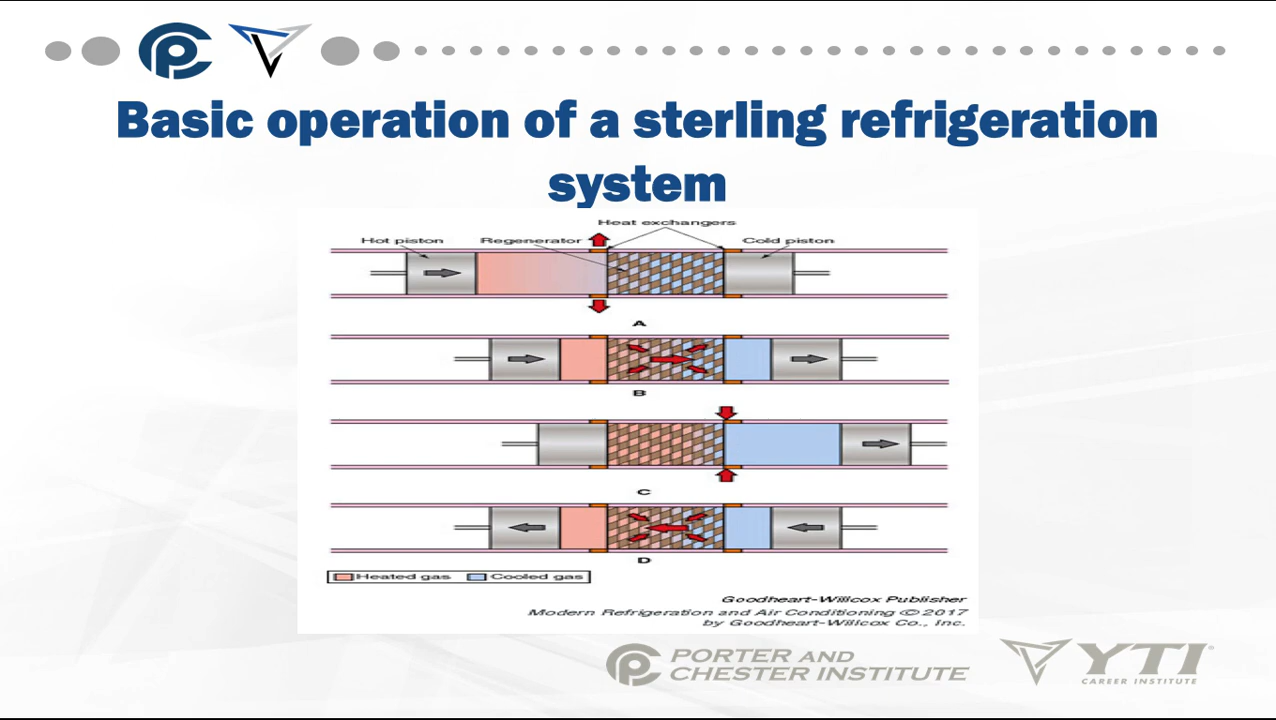 Basic operation of a sterling refrigeration
system
Heat exchangers
Hot piston
Regenerator
Cold piston
A
B
C
D
Heated gas
Cooled gas
Goodheart-Willcox Publisher
Modern Refrigeration and Air Conditioning © 2017
by Goodheart-Willcox Co., Inc.
PORTER AND
CHESTER INSTITUTE
YTI
CAREER INSTITUTE